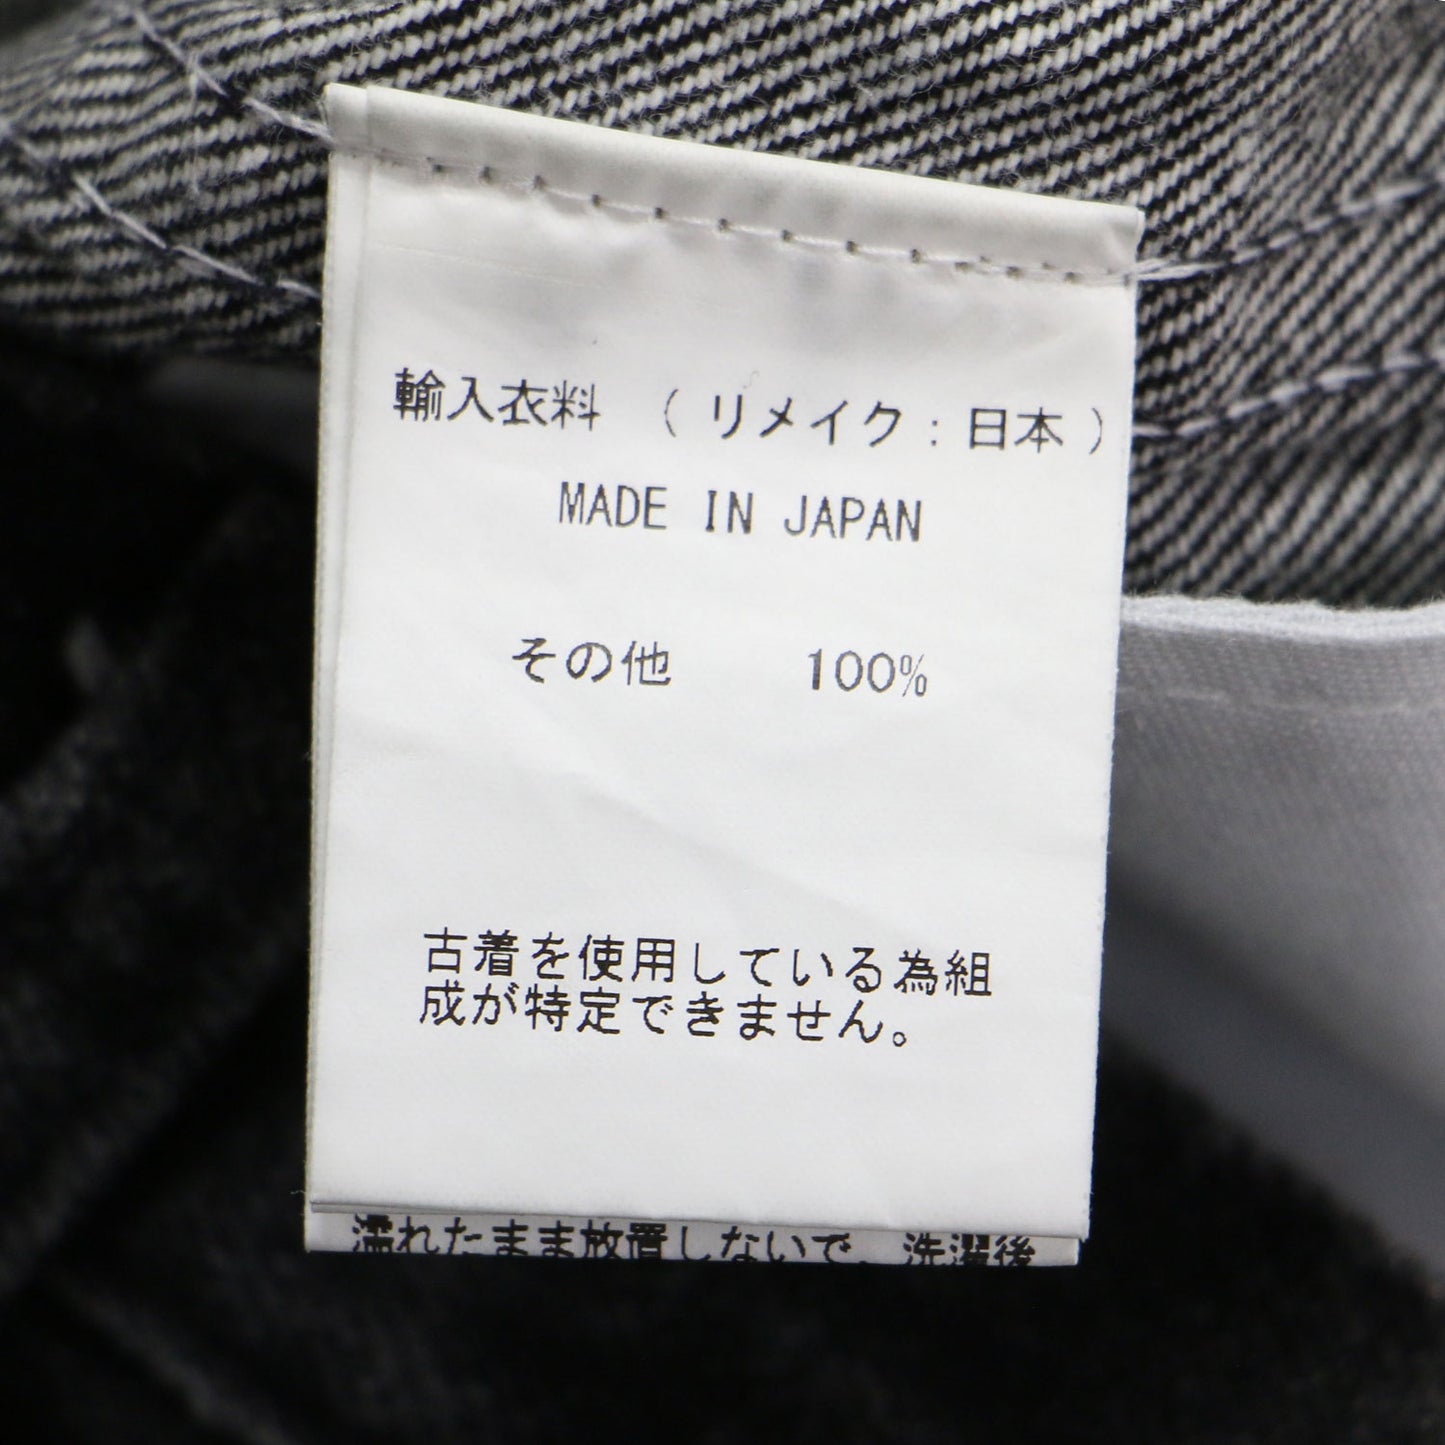 輸入衣料 （リメイク：日本）
MADE IN JAPAN
その他 100%
古着を使用している為組
成が特定できません。
濡れたまま放置しないで、洗濯後